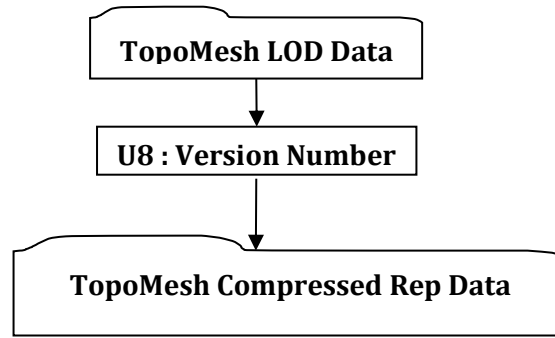 TopoMesh LOD Data
U8 : Version Number
TopoMesh Compressed Rep Data